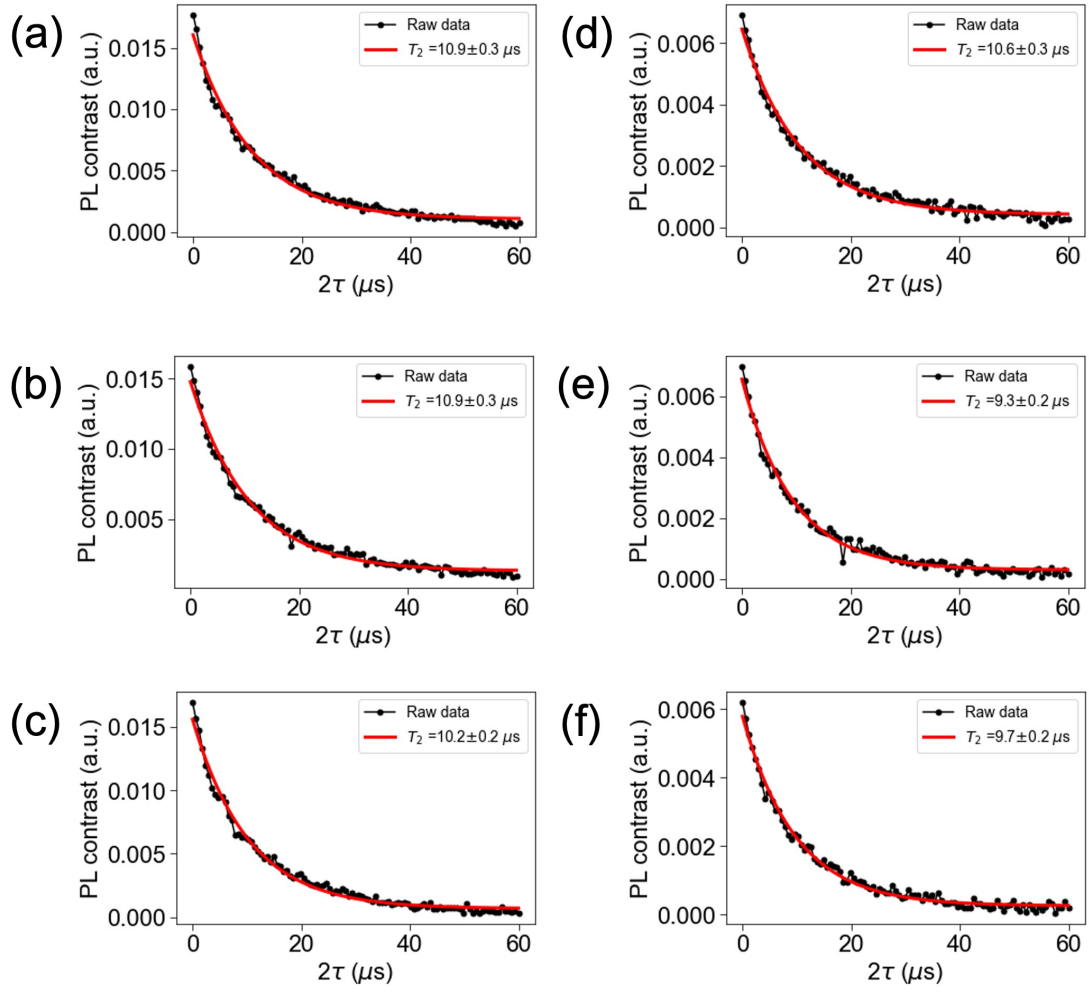 (a)
PL contrast (a.u.)
0.015
0.010
0.005
0.000
Raw data
T₂ =10.9±0.3 μs
0 20 40 60
2τ (μs)
(d)
PL contrast (a.u.)
0.006
0.004
0.002
0.000
Raw data
T₂ =10.6±0.3 μs
0 20 40 60
2τ (μs)
(b)
PL contrast (a.u.)
0.015
0.010
0.005
Raw data
T₂ =10.9±0.3 μs
0 20 40 60
2τ (μs)
(e)
PL contrast (a.u.)
0.006
0.004
0.002
0.000
Raw data
T₂ =9.3±0.2 μs
0 20 40 60
2τ (μs)
(c)
PL contrast (a.u.)
0.015
0.010
0.005
0.000
Raw data
T₂ =10.2±0.2 μs
0 20 40 60
2τ (μs)
(f)
PL contrast (a.u.)
0.006
0.004
0.002
0.000
Raw data
T₂ =9.7±0.2 μs
0 20 40 60
2τ (μs)